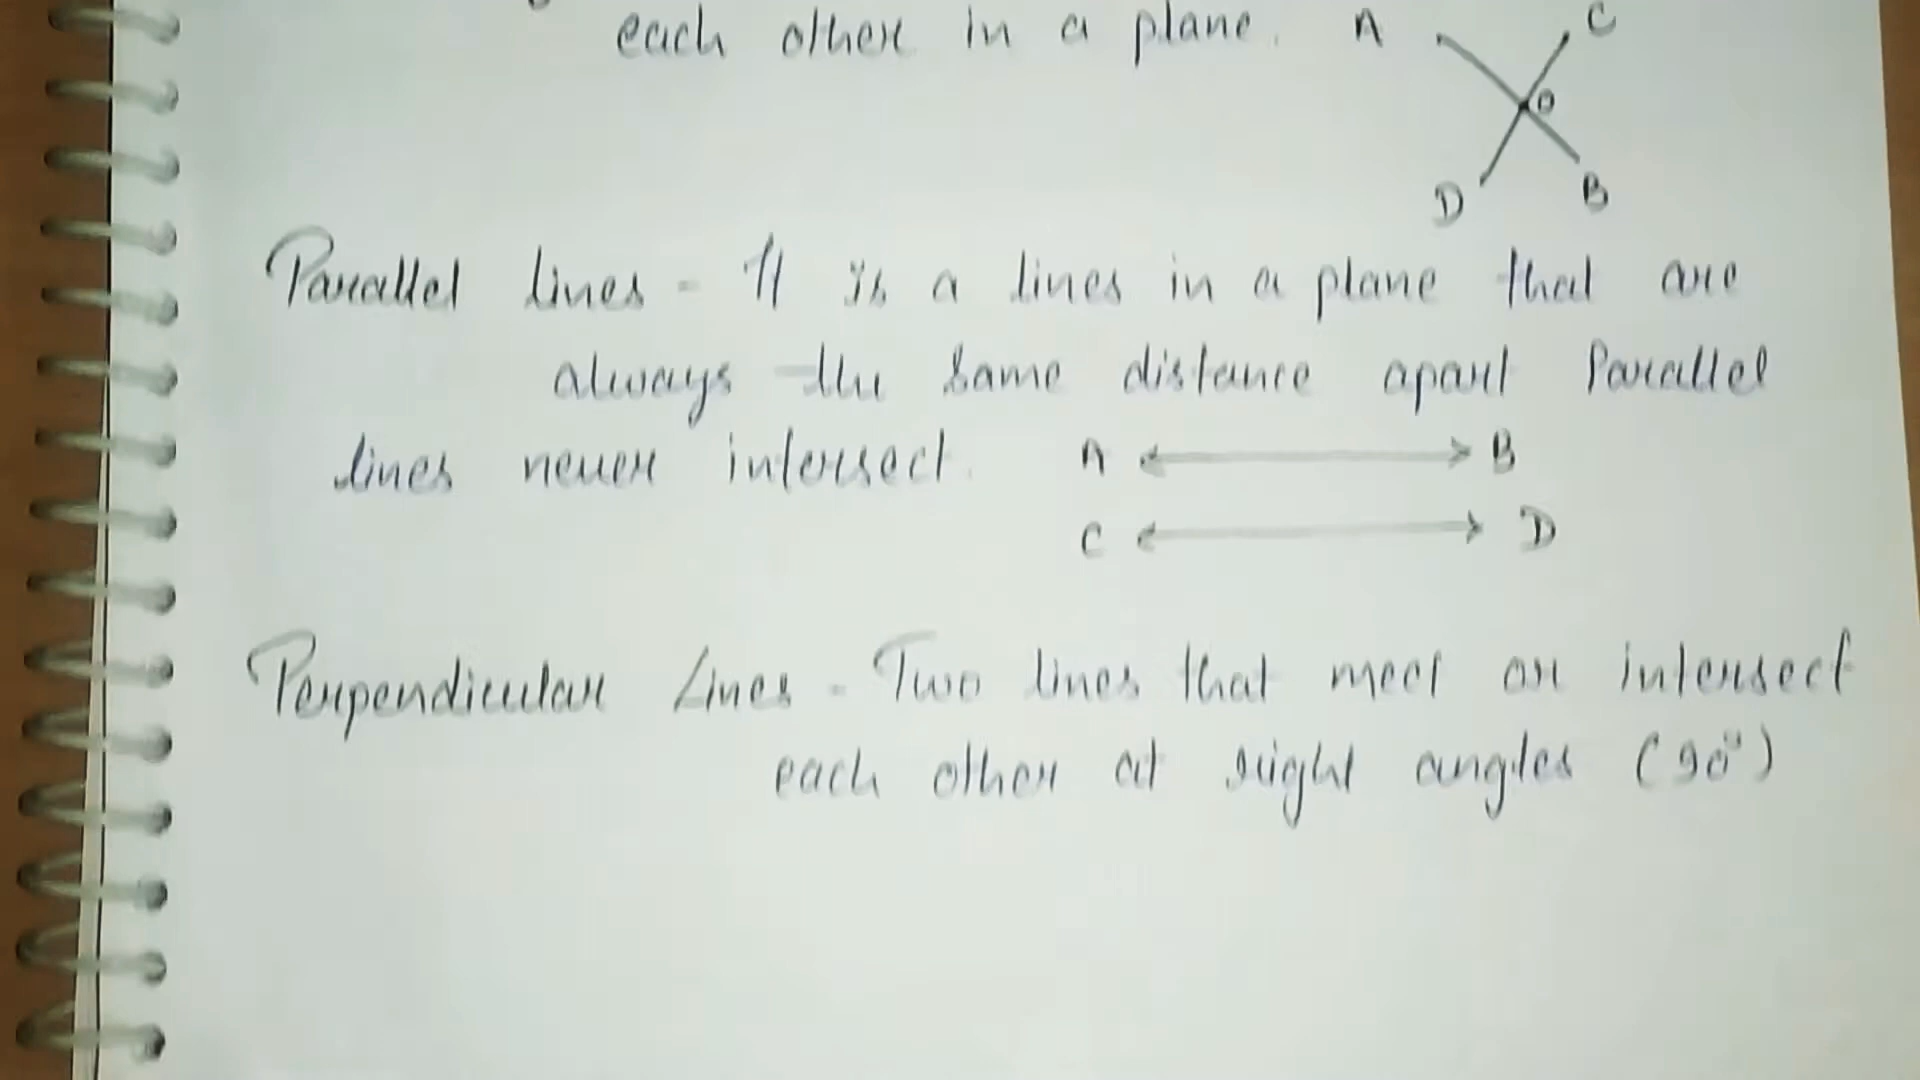 each other in a plane. A C
O
D B
Parallel lines - It is a lines in a plane that are
always the same distance apart Parallel
lines never intersect. A B
C D
Perpendicular Lines - Two lines that meet or intersect
each other at right angles (90°)